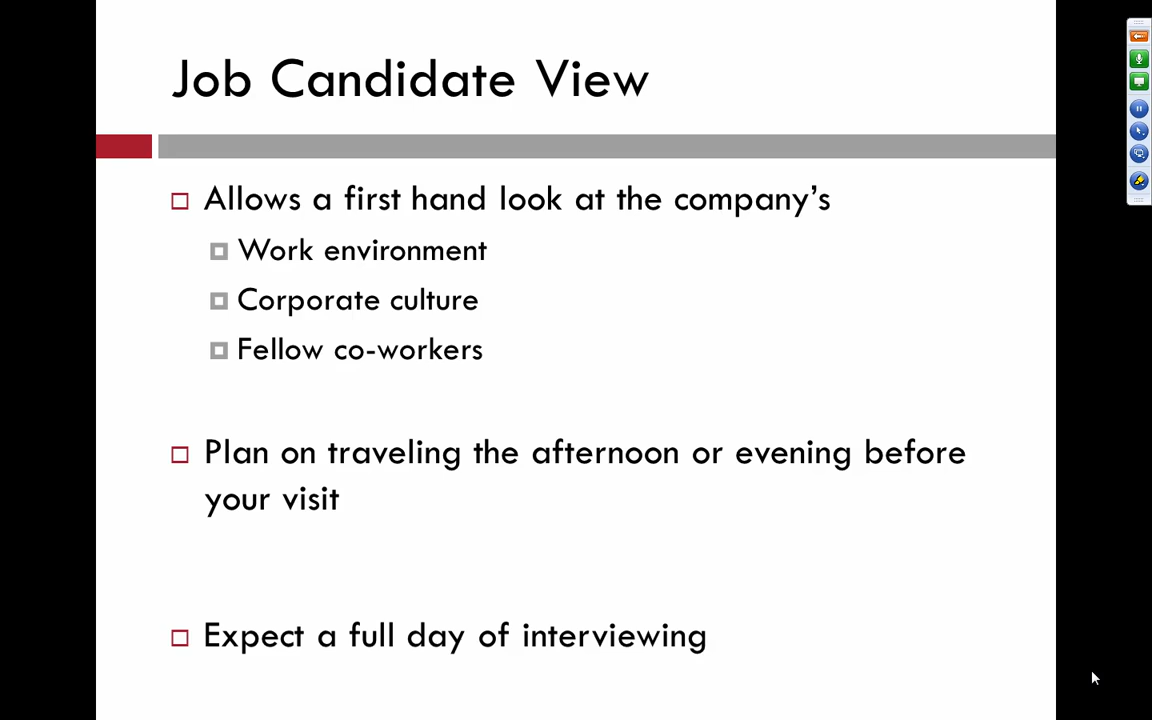 Job Candidate View
Allows a first hand look at the company’s
Work environment
Corporate culture
Fellow co-workers
Plan on traveling the afternoon or evening before
your visit
Expect a full day of interviewing